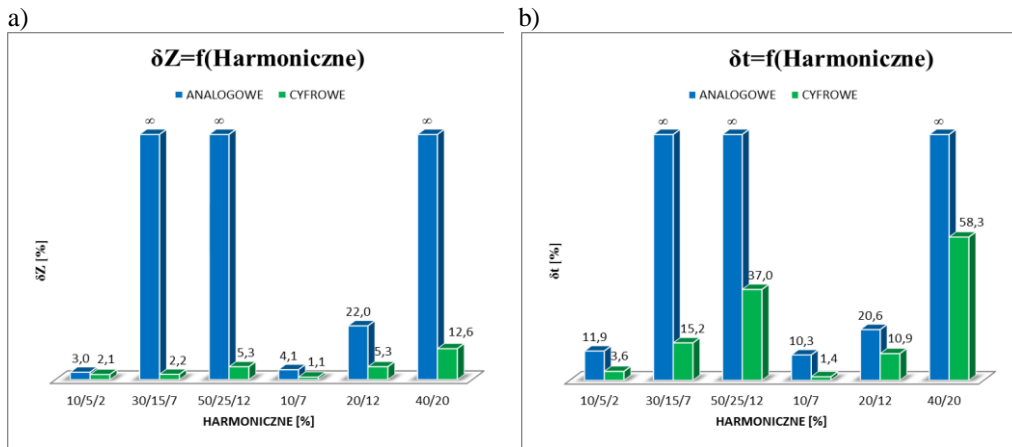 a)
δZ=f(Harmoniczne)
ANALOGOWE CYFROWE
δZ [%]
3,0 2,1 ∞ 2,2 ∞ 5,3 4,1 1,1 22,0 5,3 ∞ 12,6
10/5/2 30/15/7 50/25/12 10/7 20/12 40/20
HARMONICZNE [%]
b)
δt=f(Harmoniczne)
ANALOGOWE CYFROWE
δt [%]
11,9 3,6 ∞ 15,2 ∞ 37,0 10,3 1,4 20,6 10,9 ∞ 58,3
10/5/2 30/15/7 50/25/12 10/7 20/12 40/20
HARMONICZNE [%]